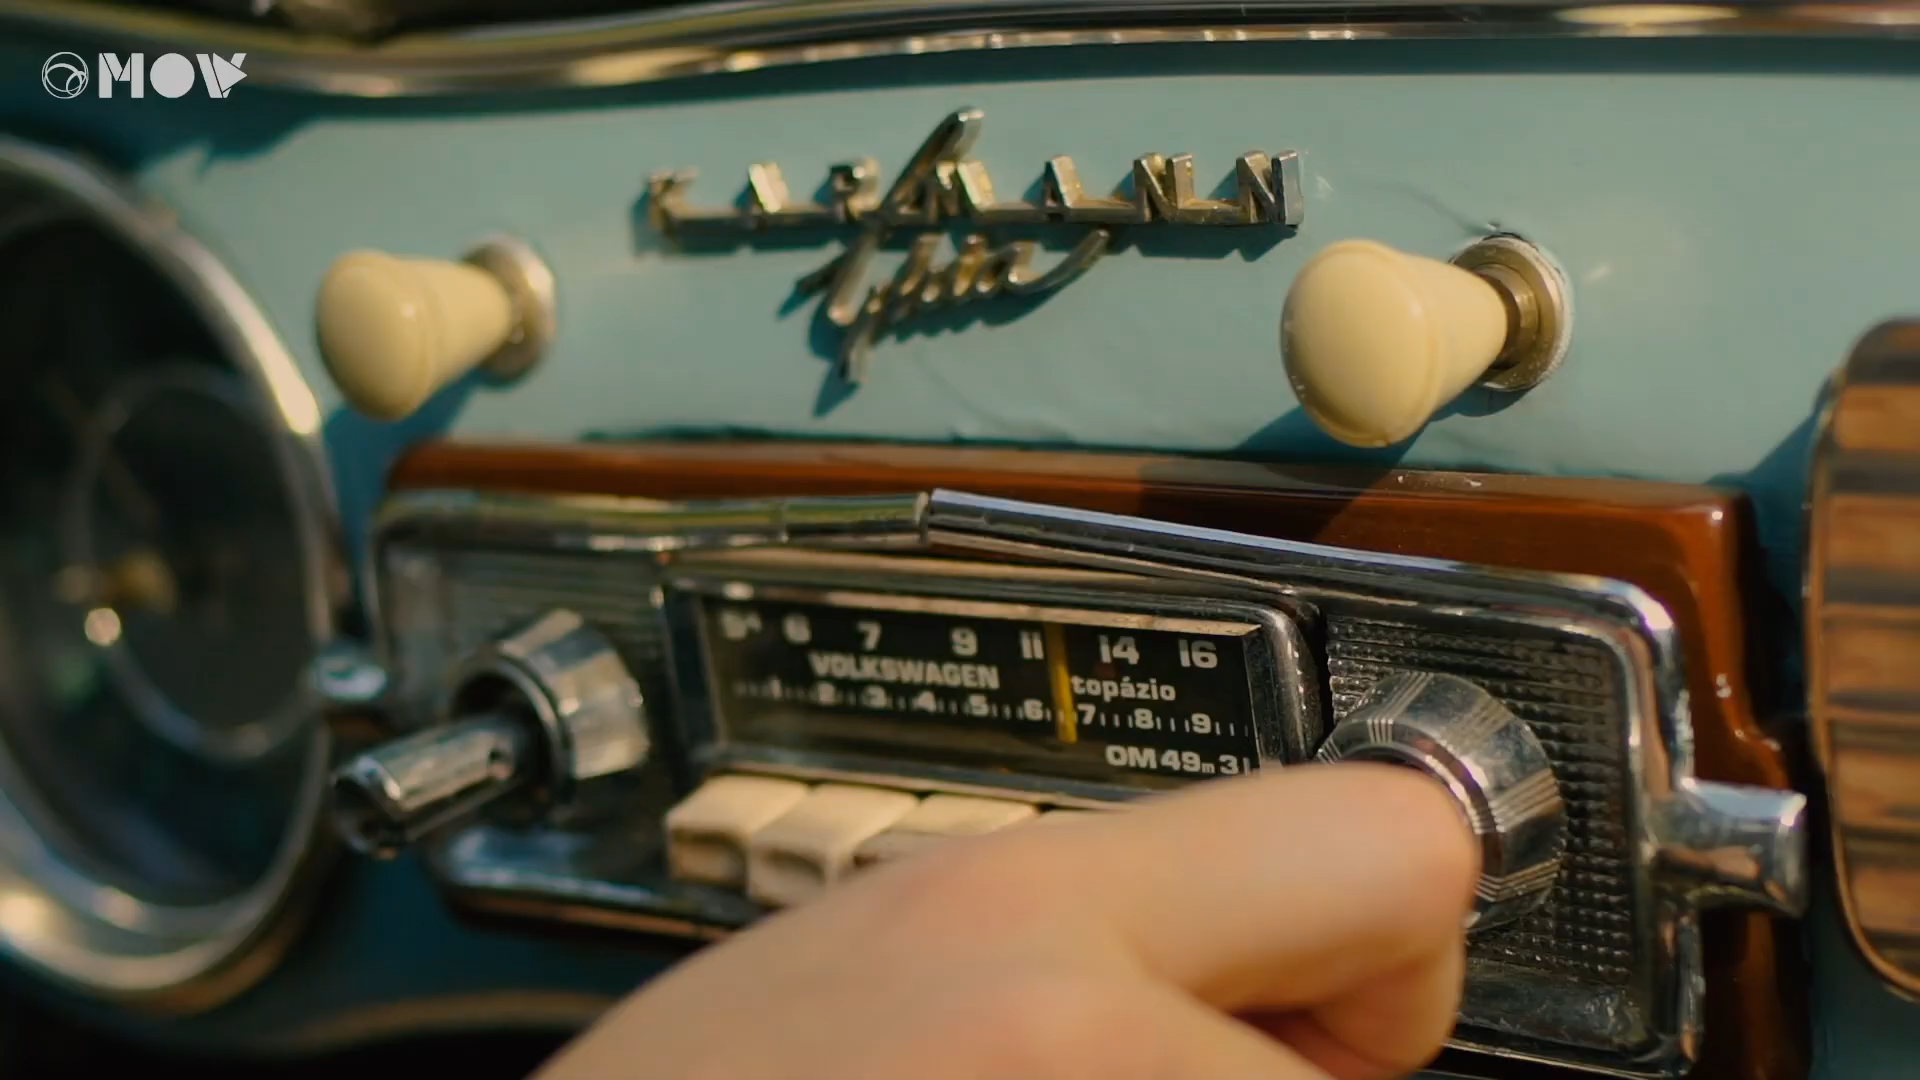 MOV
KARMANN
Ghia
5⁴ 6 7 9 11 14 16
VOLKSWAGEN
topázio
1 2 3 4 5 6 7 8 9
OM 49m 31